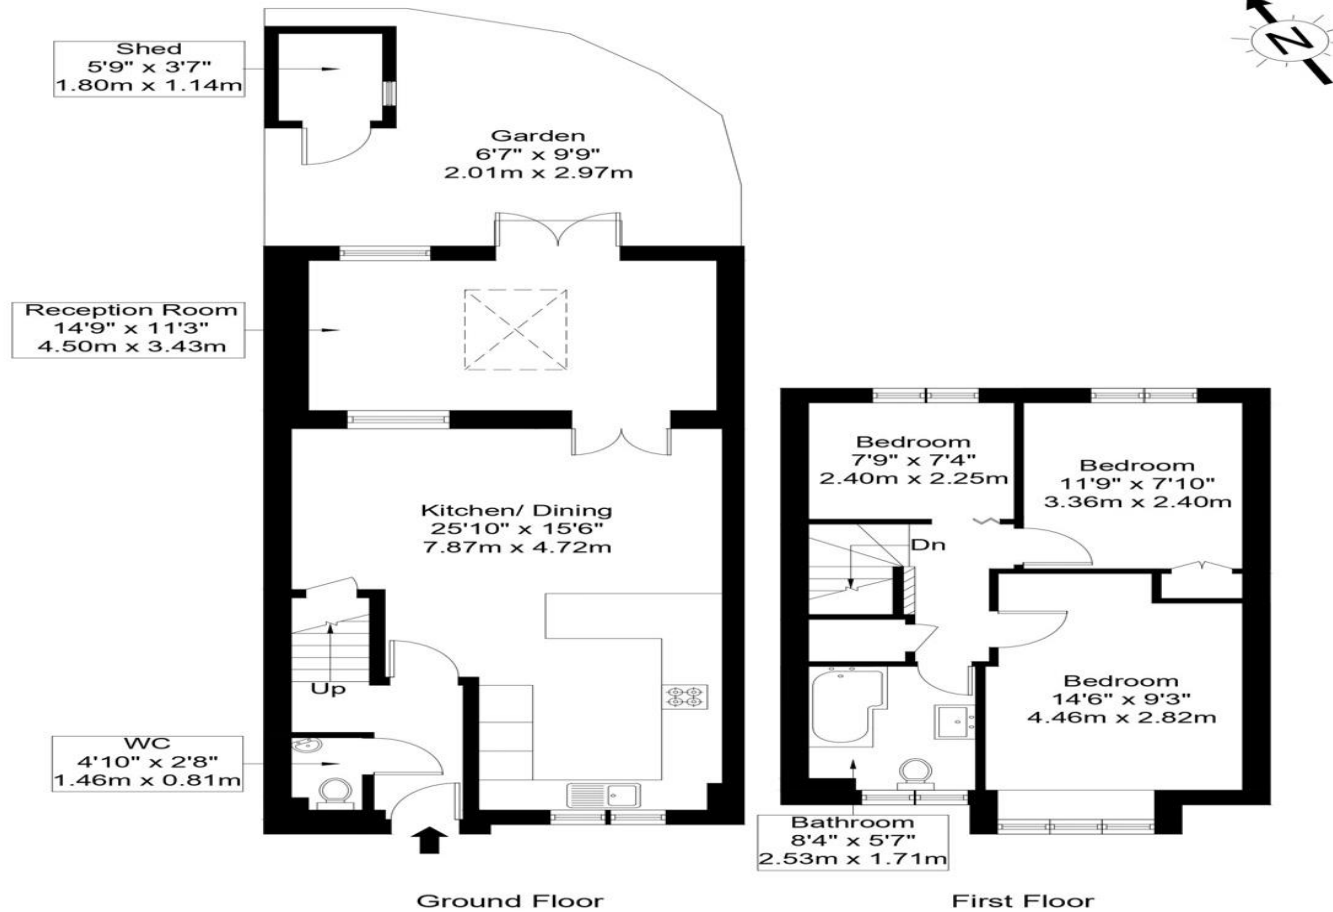 Shed
5'9" x 3'7"
1.80m x 1.14m
N
Garden
6'7" x 9'9"
2.01m x 2.97m
Reception Room
14'9" x 11'3"
4.50m x 3.43m
Kitchen/ Dining
25'10" x 15'6"
7.87m x 4.72m
Up
WC
4'10" x 2'8"
1.46m x 0.81m
Ground Floor
Bedroom
7'9" x 7'4"
2.40m x 2.25m
Bedroom
11'9" x 7'10"
3.36m x 2.40m
Dn
Bedroom
14'6" x 9'3"
4.46m x 2.82m
Bathroom
8'4" x 5'7"
2.53m x 1.71m
First Floor